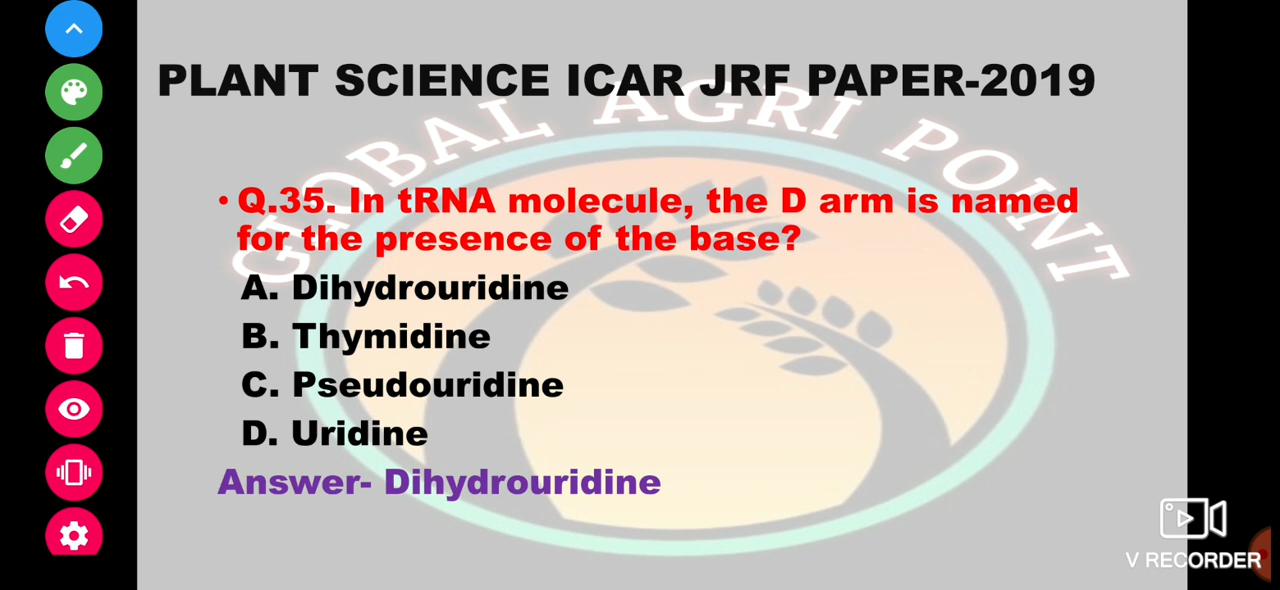 PLANT SCIENCE ICAR JRF PAPER-2019
GLOBAL AGRI POINT
• Q.35. In tRNA molecule, the D arm is named
for the presence of the base?
A. Dihydrouridine
B. Thymidine
C. Pseudouridine
D. Uridine
Answer- Dihydrouridine
V RECORDER